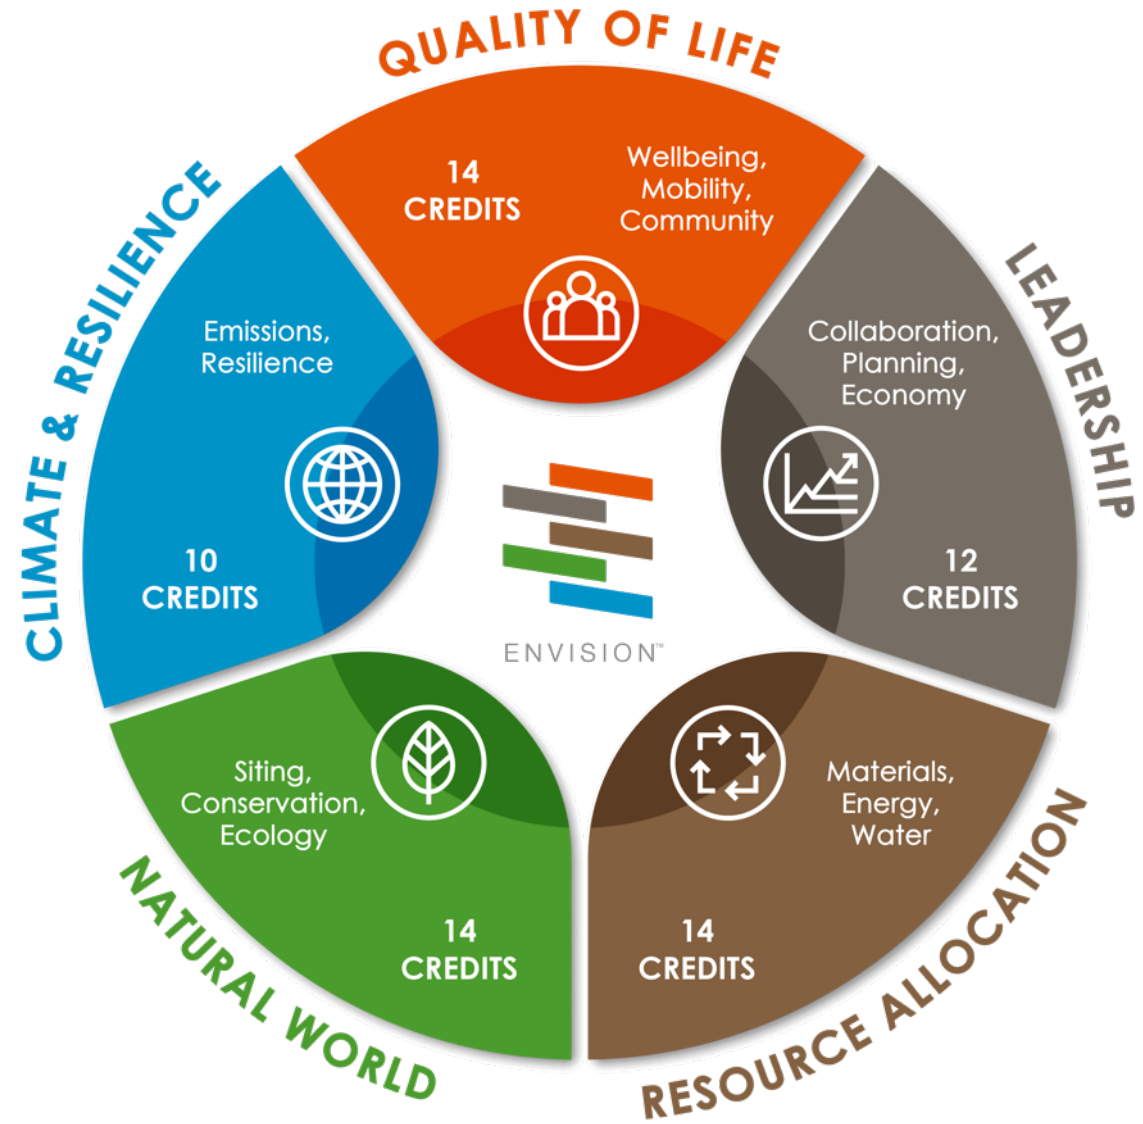 QUALITY OF LIFE
14
CREDITS
Wellbeing,
Mobility,
Community
LEADERSHIP
Collaboration,
Planning,
Economy
12
CREDITS
RESOURCE ALLOCATION
Materials,
Energy,
Water
14
CREDITS
NATURAL WORLD
Siting,
Conservation,
Ecology
14
CREDITS
CLIMATE & RESILIENCE
Emissions,
Resilience
10
CREDITS
ENVISION™